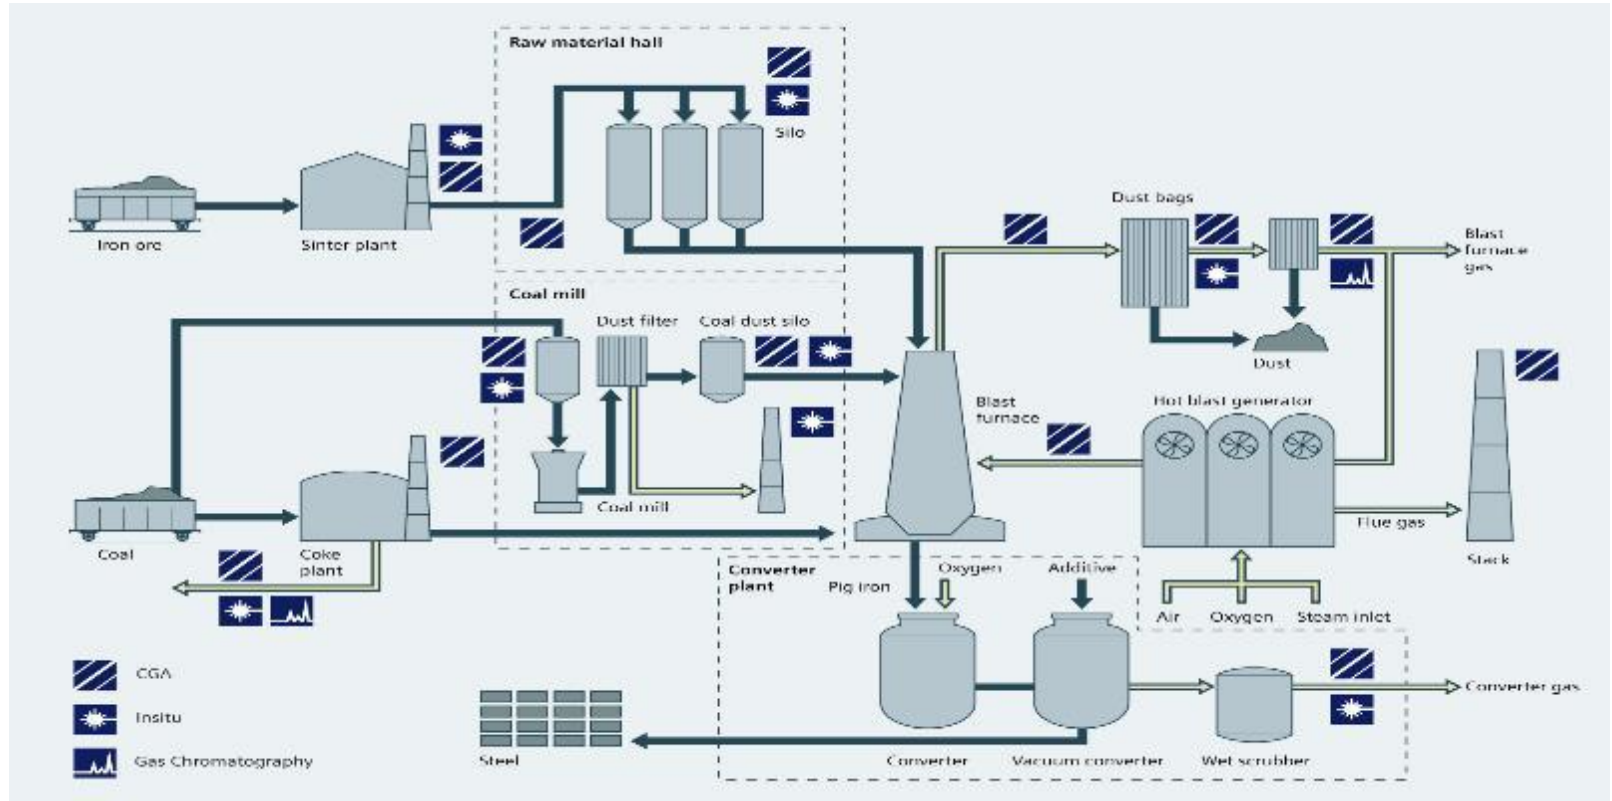 Raw material hall
Silo
Iron ore
Sinter plant
Dust bags
Blast
furnace
gas
Coal mill
Dust filter
Coal dust silo
Dust
Blast
furnace
Hot blast generator
Coal mill
Coal
Coke
plant
Flue gas
Stack
Converter
plant
Pig iron
Oxygen
Additive
Air
Oxygen
Steam inlet
CGA
Insitu
Gas Chromatography
Steel
Converter
Vacuum converter
Wet scrubber
Converter gas